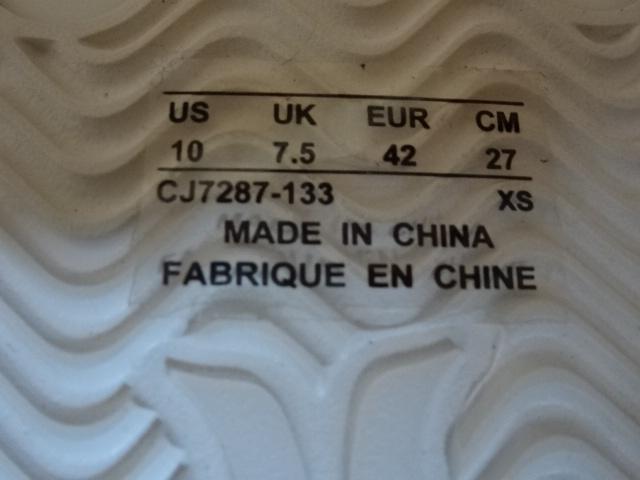 US UK EUR CM
10 7.5 42 27
CJ7287-133 XS
MADE IN CHINA
FABRIQUE EN CHINE